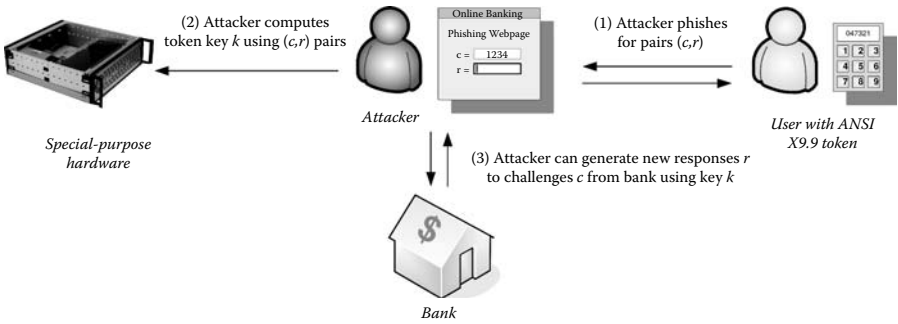 (2) Attacker computes
token key k using (c,r) pairs
Online Banking
Phishing Webpage
c = 1234
r =
(1) Attacker phishes
for pairs (c,r)
047321
1 2 3
4 5 6
7 8 9
Special-purpose
hardware
Attacker
User with ANSI
X9.9 token
(3) Attacker can generate new responses r
to challenges c from bank using key k
$
Bank